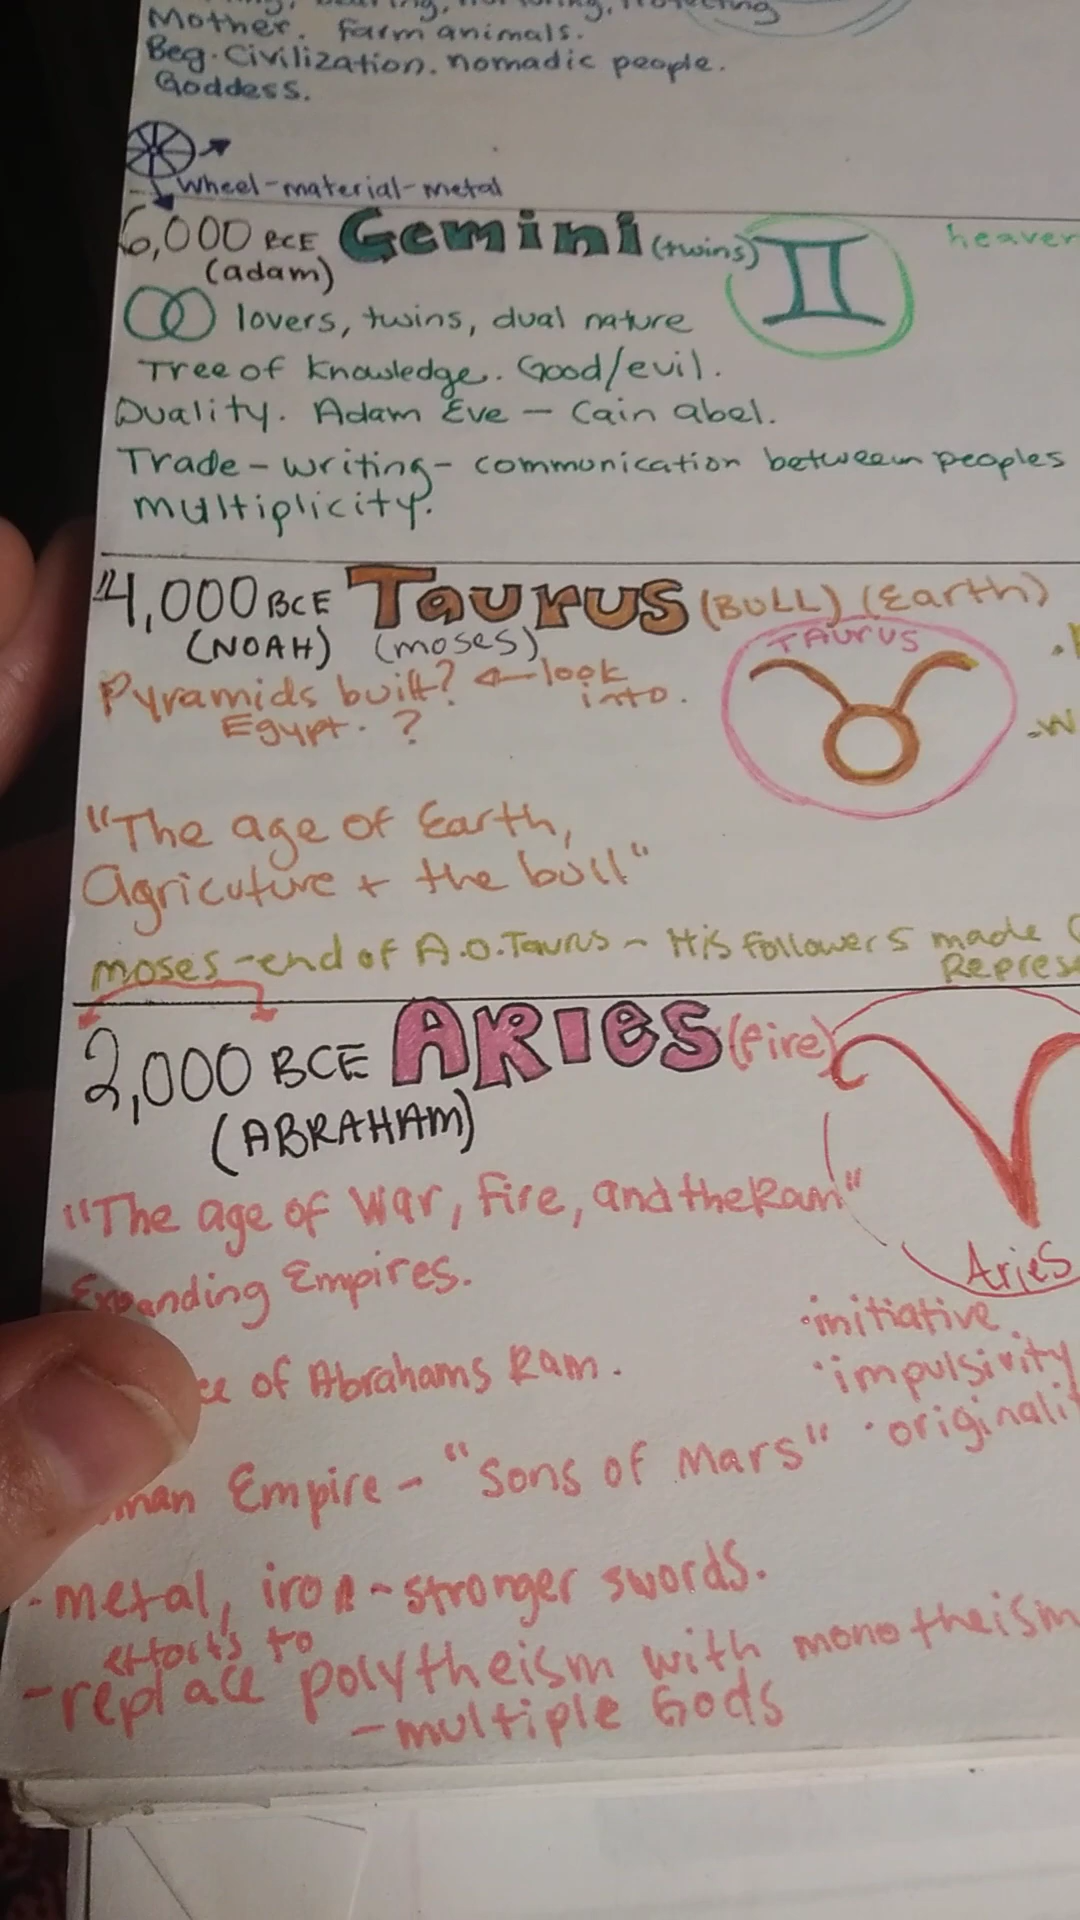 Mother. Farm animals.
Beg. Civilization. nomadic people.
Goddess.
Wheel-material-metal
6,000 BCE Gemini (twins)
(adam)
II
lovers, twins, dual nature
Tree of Knowledge. Good/evil.
Duality. Adam Eve - Cain abel.
Trade - writing - communication between peoples
multiplicity.
4,000 BCE Taurus (BULL) (Earth)
(NOAH) (moses)
TAURUS
Pyramids built? ← look
into.
Egypt. ?
"The age of Earth,
agricuture + the bull"
moses - end of A.O.Taurus ~ His followers made
2,000 BCE ARIES (fire)
(ABRAHAM)
"The age of War, Fire, and the Ram"
Expanding Empires.
Aries
·initiative
·impulsivity
of Abrahams Ram.
Empire - "Sons of Mars"
- metal, iron ~ stronger swords.
efforts to
- replace polytheism with monotheism
- multiple Gods